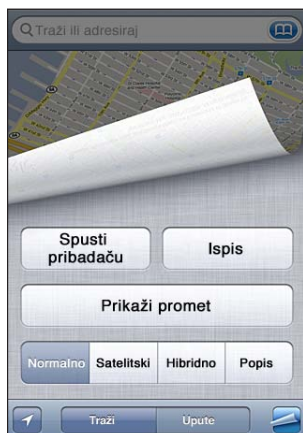 Traži ili adresiraj
Spusti
pribadaču
Ispis
Prikaži promet
Normalno
Satelitski
Hibridno
Popis
Traži
Upute